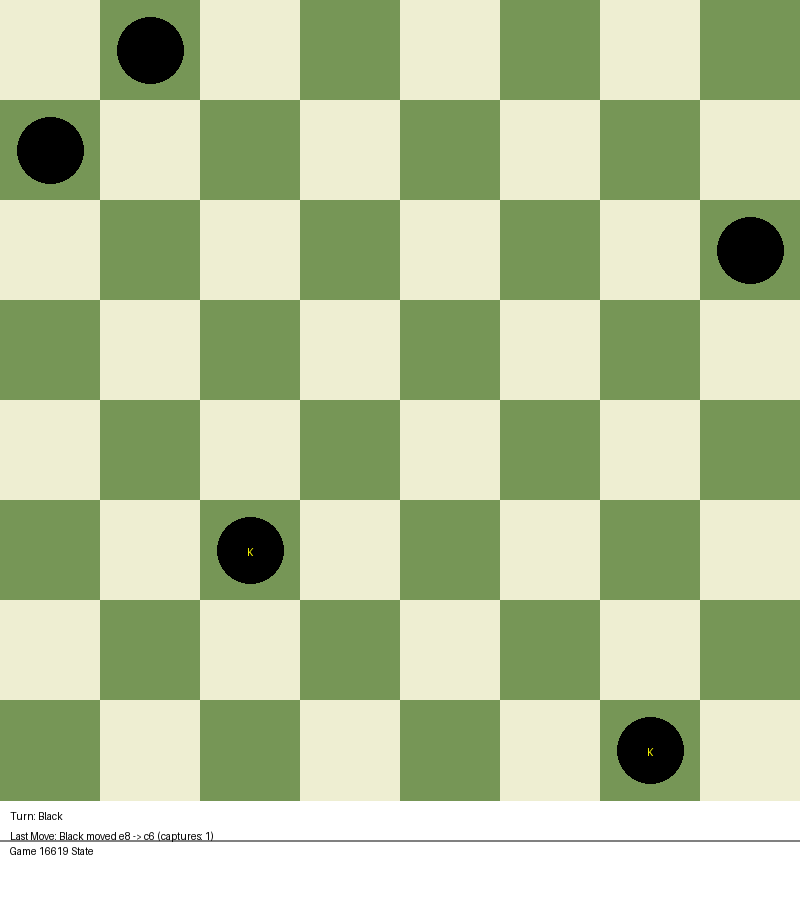 K
K
Turn: Black
Last Move: Black moved e8 -> c6 (captures: 1)
Game 16619 State